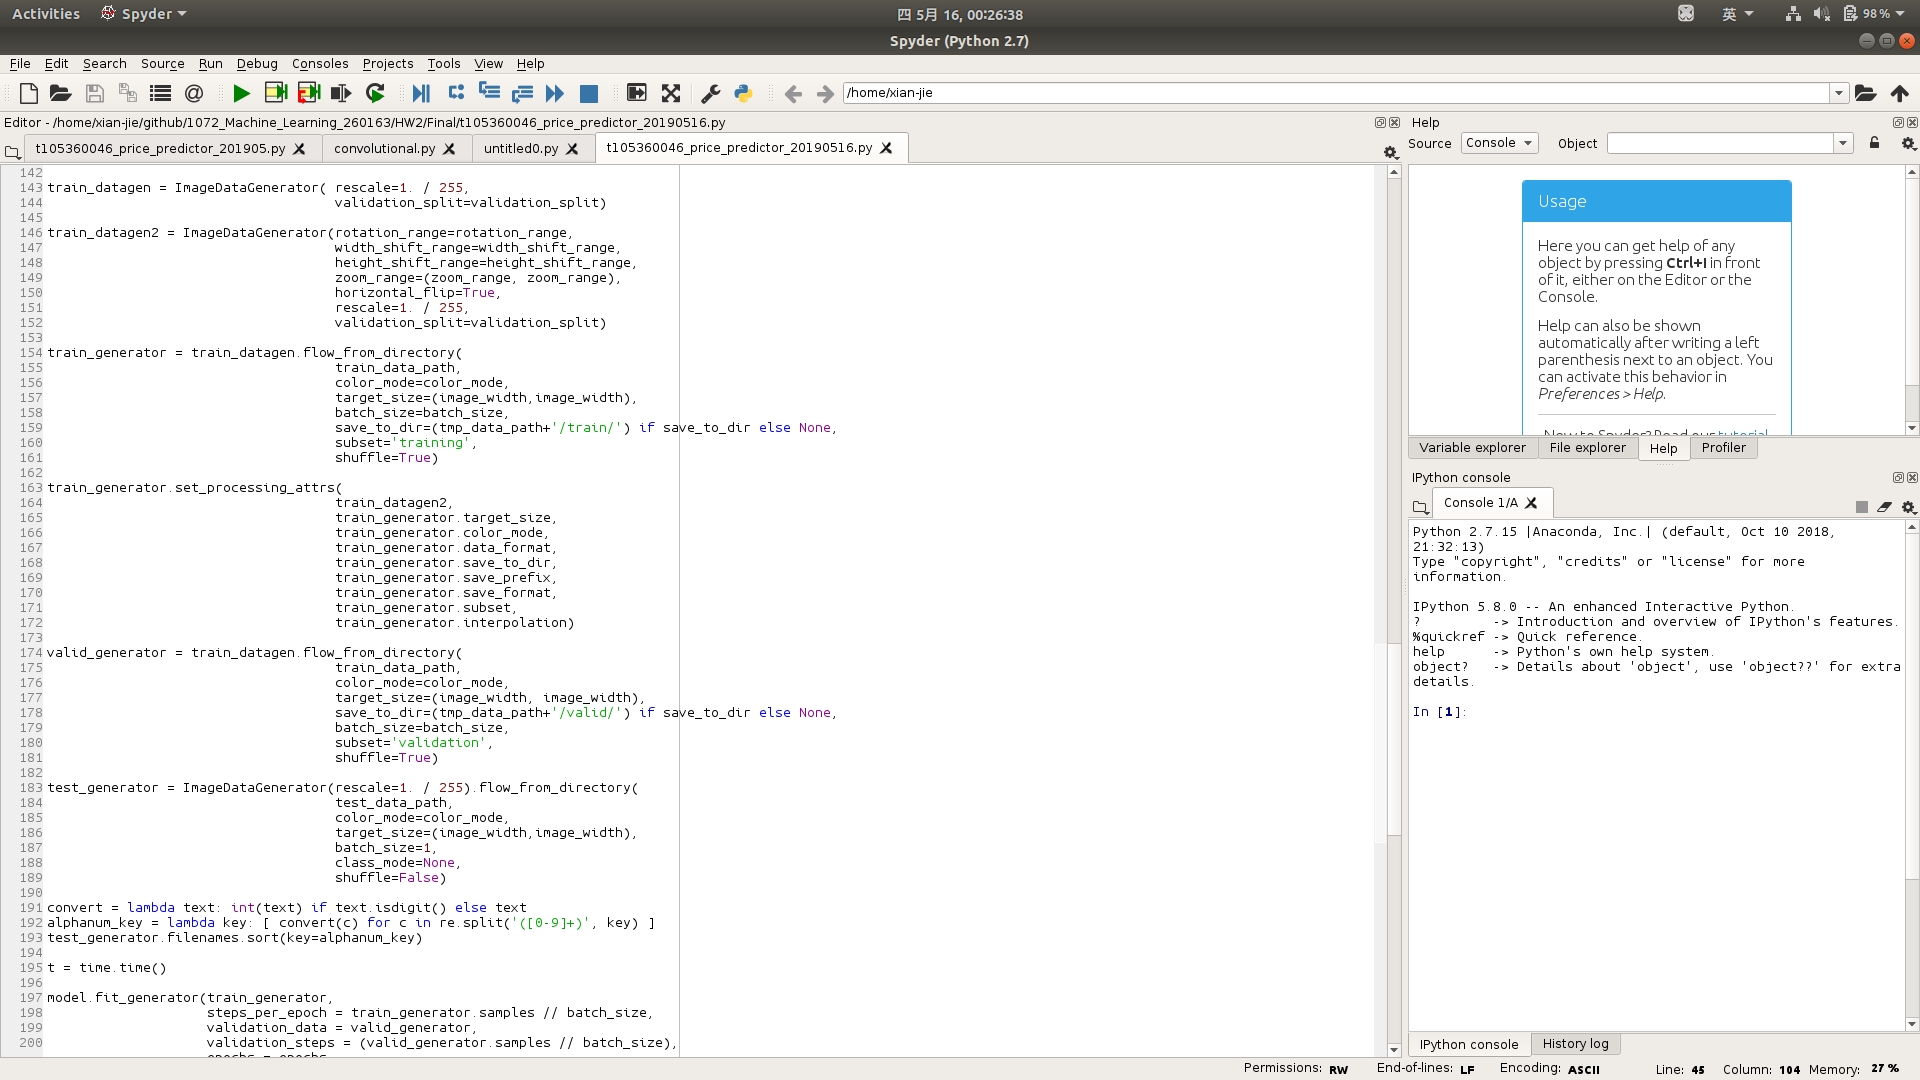 Activities
Spyder
四 5月 16, 00:26:38
英
98 %
Spyder (Python 2.7)
File Edit Search Source Run Debug Consoles Projects Tools View Help
/home/xian-jie
Editor - /home/xian-jie/github/1072_Machine_Learning_260163/HW2/Final/t105360046_price_predictor_20190516.py
t105360046_price_predictor_201905.py
convolutional.py
untitled0.py
t105360046_price_predictor_20190516.py
142
143 train_datagen = ImageDataGenerator( rescale=1. / 255,
144 validation_split=validation_split)
145
146 train_datagen2 = ImageDataGenerator(rotation_range=rotation_range,
147 width_shift_range=width_shift_range,
148 height_shift_range=height_shift_range,
149 zoom_range=(zoom_range, zoom_range),
150 horizontal_flip=True,
151 rescale=1. / 255,
152 validation_split=validation_split)
153
154 train_generator = train_datagen.flow_from_directory(
155 train_data_path,
156 color_mode=color_mode,
157 target_size=(image_width,image_width),
158 batch_size=batch_size,
159 save_to_dir=(tmp_data_path+'/train/') if save_to_dir else None,
160 subset='training',
161 shuffle=True)
162
163 train_generator.set_processing_attrs(
164 train_datagen2,
165 train_generator.target_size,
166 train_generator.color_mode,
167 train_generator.data_format,
168 train_generator.save_to_dir,
169 train_generator.save_prefix,
170 train_generator.save_format,
171 train_generator.subset,
172 train_generator.interpolation)
173
174 valid_generator = train_datagen.flow_from_directory(
175 train_data_path,
176 color_mode=color_mode,
177 target_size=(image_width, image_width),
178 save_to_dir=(tmp_data_path+'/valid/') if save_to_dir else None,
179 batch_size=batch_size,
180 subset='validation',
181 shuffle=True)
182
183 test_generator = ImageDataGenerator(rescale=1. / 255).flow_from_directory(
184 test_data_path,
185 color_mode=color_mode,
186 target_size=(image_width,image_width),
187 batch_size=1,
188 class_mode=None,
189 shuffle=False)
190
191 convert = lambda text: int(text) if text.isdigit() else text
192 alphanum_key = lambda key: [ convert(c) for c in re.split('([0-9]+)', key) ]
193 test_generator.filenames.sort(key=alphanum_key)
194
195 t = time.time()
196
197 model.fit_generator(train_generator,
198 steps_per_epoch = train_generator.samples // batch_size,
199 validation_data = valid_generator,
200 validation_steps = (valid_generator.samples // batch_size),
epochs = epochs
Help
Source Console Object
Usage
Here you can get help of any
object by pressing Ctrl+I in front
of it, either on the Editor or the
Console.
Help can also be shown
automatically after writing a left
parenthesis next to an object. You
can activate this behavior in
Preferences > Help.
New to Spyder? Read our tutorial
Variable explorer File explorer Help Profiler
IPython console
Console 1/A
Python 2.7.15 |Anaconda, Inc.| (default, Oct 10 2018,
21:32:13)
Type "copyright", "credits" or "license" for more
information.
IPython 5.8.0 -- An enhanced Interactive Python.
? -> Introduction and overview of IPython's features.
%quickref -> Quick reference.
help -> Python's own help system.
object? -> Details about 'object', use 'object??' for extra
details.
In [1]:
IPython console History log
Permissions: RW End-of-lines: LF Encoding: ASCII Line: 45 Column: 104 Memory: 27 %